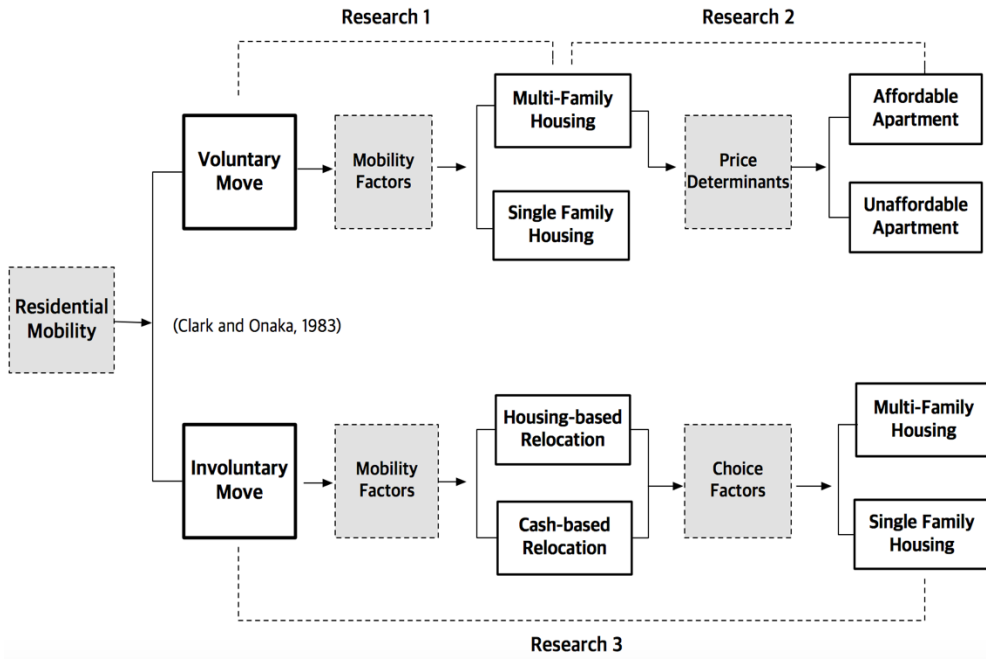 Research 1
Research 2
Multi-Family
Housing
Affordable
Apartment
Voluntary
Move
Mobility
Factors
Price
Determinants
Single Family
Housing
Unaffordable
Apartment
Residential
Mobility
(Clark and Onaka, 1983)
Housing-based
Relocation
Multi-Family
Housing
Involuntary
Move
Mobility
Factors
Choice
Factors
Cash-based
Relocation
Single Family
Housing
Research 3